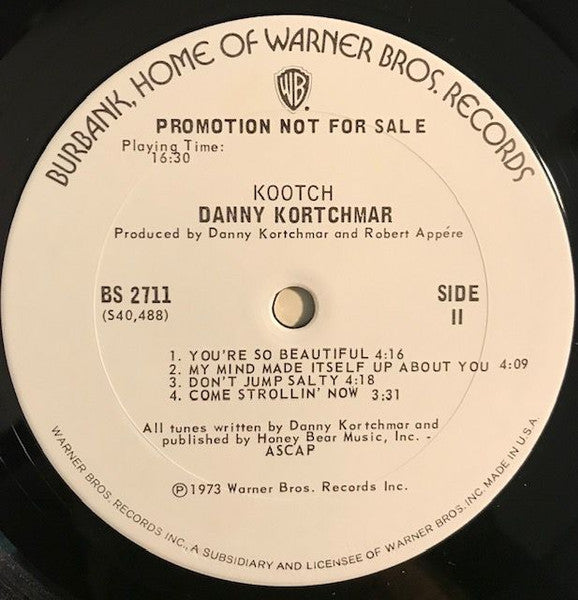 BURBANK, HOME OF WARNER BROS. RECORDS
WB
PROMOTION NOT FOR SALE
Playing Time:
16:30
KOOTCH
DANNY KORTCHMAR
Produced by Danny Kortchmar and Robert Appére
BS 2711
(S40,488)
SIDE
II
1. YOU'RE SO BEAUTIFUL 4:16
2. MY MIND MADE ITSELF UP ABOUT YOU 4:09
3. DON'T JUMP SALTY 4:18
4. COME STROLLIN' NOW 3:31
All tunes written by Danny Kortchmar and
published by Honey Bear Music, Inc. -
ASCAP
Ⓟ 1973 Warner Bros. Records Inc.
WARNER BROS. RECORDS INC., A SUBSIDIARY AND LICENSEE OF WARNER BROS. INC. MADE IN U.S.A.